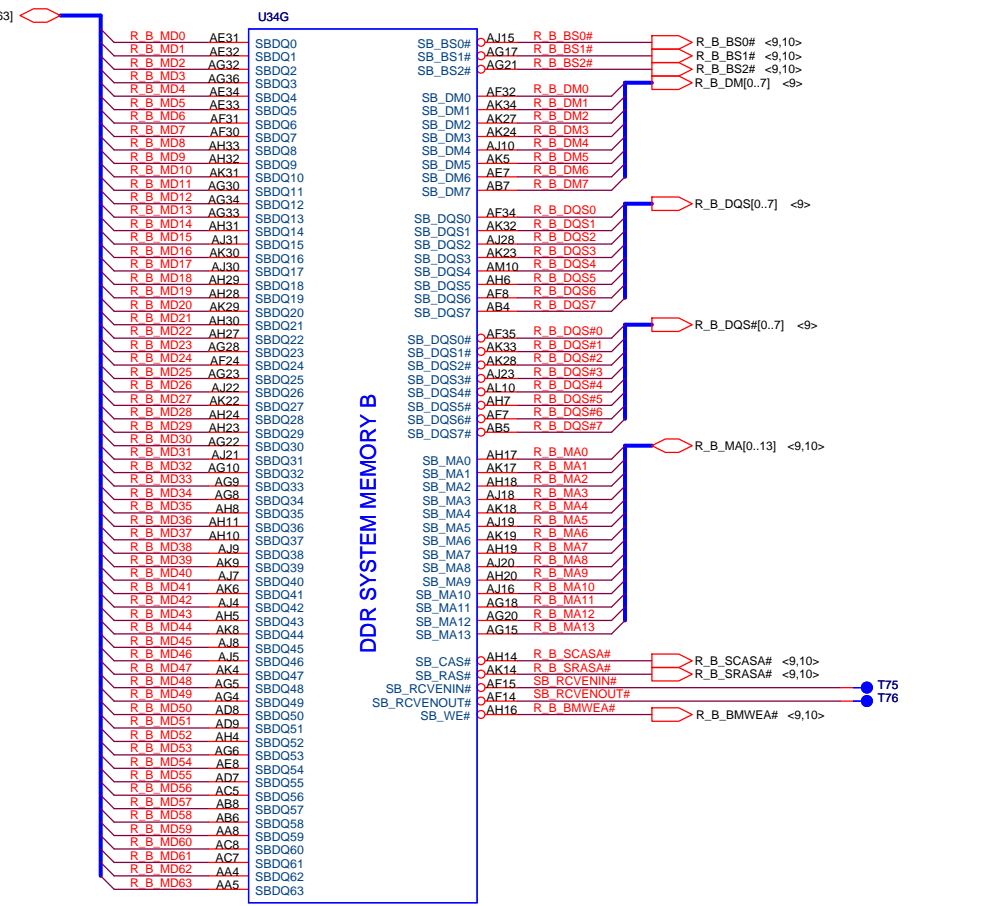 63]
U34G
R_B_MD0 AE31 SBDQ0
R_B_MD1 AE32 SBDQ1
R_B_MD2 AG32 SBDQ2
R_B_MD3 AG36 SBDQ3
R_B_MD4 AE34 SBDQ4
R_B_MD5 AE33 SBDQ5
R_B_MD6 AF31 SBDQ6
R_B_MD7 AF30 SBDQ7
R_B_MD8 AH33 SBDQ8
R_B_MD9 AH32 SBDQ9
R_B_MD10 AK31 SBDQ10
R_B_MD11 AG30 SBDQ11
R_B_MD12 AG34 SBDQ12
R_B_MD13 AG33 SBDQ13
R_B_MD14 AH31 SBDQ14
R_B_MD15 AJ31 SBDQ15
R_B_MD16 AK30 SBDQ16
R_B_MD17 AJ30 SBDQ17
R_B_MD18 AH29 SBDQ18
R_B_MD19 AH28 SBDQ19
R_B_MD20 AK29 SBDQ20
R_B_MD21 AH30 SBDQ21
R_B_MD22 AH27 SBDQ22
R_B_MD23 AG28 SBDQ23
R_B_MD24 AF24 SBDQ24
R_B_MD25 AG23 SBDQ25
R_B_MD26 AJ22 SBDQ26
R_B_MD27 AK22 SBDQ27
R_B_MD28 AH24 SBDQ28
R_B_MD29 AH23 SBDQ29
R_B_MD30 AG22 SBDQ30
R_B_MD31 AJ21 SBDQ31
R_B_MD32 AG10 SBDQ32
R_B_MD33 AG9 SBDQ33
R_B_MD34 AG8 SBDQ34
R_B_MD35 AH8 SBDQ35
R_B_MD36 AH11 SBDQ36
R_B_MD37 AH10 SBDQ37
R_B_MD38 AJ9 SBDQ38
R_B_MD39 AK9 SBDQ39
R_B_MD40 AJ7 SBDQ40
R_B_MD41 AK6 SBDQ41
R_B_MD42 AJ4 SBDQ42
R_B_MD43 AH5 SBDQ43
R_B_MD44 AK8 SBDQ44
R_B_MD45 AJ8 SBDQ45
R_B_MD46 AJ5 SBDQ46
R_B_MD47 AK4 SBDQ47
R_B_MD48 AG5 SBDQ48
R_B_MD49 AG4 SBDQ49
R_B_MD50 AD8 SBDQ50
R_B_MD51 AD9 SBDQ51
R_B_MD52 AH4 SBDQ52
R_B_MD53 AG6 SBDQ53
R_B_MD54 AE8 SBDQ54
R_B_MD55 AD7 SBDQ55
R_B_MD56 AC5 SBDQ56
R_B_MD57 AB8 SBDQ57
R_B_MD58 AB6 SBDQ58
R_B_MD59 AA8 SBDQ59
R_B_MD60 AC8 SBDQ60
R_B_MD61 AC7 SBDQ61
R_B_MD62 AA4 SBDQ62
R_B_MD63 AA5 SBDQ63
DDR SYSTEM MEMORY B
SB_BS0# AJ15 R_B_BS0# R_B_BS0# <9,10>
SB_BS1# AG17 R_B_BS1# R_B_BS1# <9,10>
SB_BS2# AG21 R_B_BS2# R_B_BS2# <9,10>
R_B_DM[0..7] <9>
SB_DM0 AF32 R_B_DM0
SB_DM1 AK34 R_B_DM1
SB_DM2 AK27 R_B_DM2
SB_DM3 AK24 R_B_DM3
SB_DM4 AJ10 R_B_DM4
SB_DM5 AK5 R_B_DM5
SB_DM6 AE7 R_B_DM6
SB_DM7 AB7 R_B_DM7
R_B_DQS[0..7] <9>
SB_DQS0 AF34 R_B_DQS0
SB_DQS1 AK32 R_B_DQS1
SB_DQS2 AJ28 R_B_DQS2
SB_DQS3 AK23 R_B_DQS3
SB_DQS4 AM10 R_B_DQS4
SB_DQS5 AH6 R_B_DQS5
SB_DQS6 AF8 R_B_DQS6
SB_DQS7 AB4 R_B_DQS7
R_B_DQS#[0..7] <9>
SB_DQS0# AF35 R_B_DQS#0
SB_DQS1# AK33 R_B_DQS#1
SB_DQS2# AK28 R_B_DQS#2
SB_DQS3# AJ23 R_B_DQS#3
SB_DQS4# AL10 R_B_DQS#4
SB_DQS5# AH7 R_B_DQS#5
SB_DQS6# AF7 R_B_DQS#6
SB_DQS7# AB5 R_B_DQS#7
R_B_MA[0..13] <9,10>
SB_MA0 AH17 R_B_MA0
SB_MA1 AK17 R_B_MA1
SB_MA2 AH18 R_B_MA2
SB_MA3 AJ18 R_B_MA3
SB_MA4 AK18 R_B_MA4
SB_MA5 AJ19 R_B_MA5
SB_MA6 AK19 R_B_MA6
SB_MA7 AH19 R_B_MA7
SB_MA8 AJ20 R_B_MA8
SB_MA9 AH20 R_B_MA9
SB_MA10 AJ16 R_B_MA10
SB_MA11 AG18 R_B_MA11
SB_MA12 AG20 R_B_MA12
SB_MA13 AG15 R_B_MA13
SB_CAS# AH14 R_B_SCASA# R_B_SCASA# <9,10>
SB_RAS# AK14 R_B_SRASA# R_B_SRASA# <9,10>
SB_RCVENIN# AF15 SB_RCVENIN# T75
SB_RCVENOUT# AF14 SB_RCVENOUT# T76
SB_WE# AH16 R_B_BMWEA# R_B_BMWEA# <9,10>